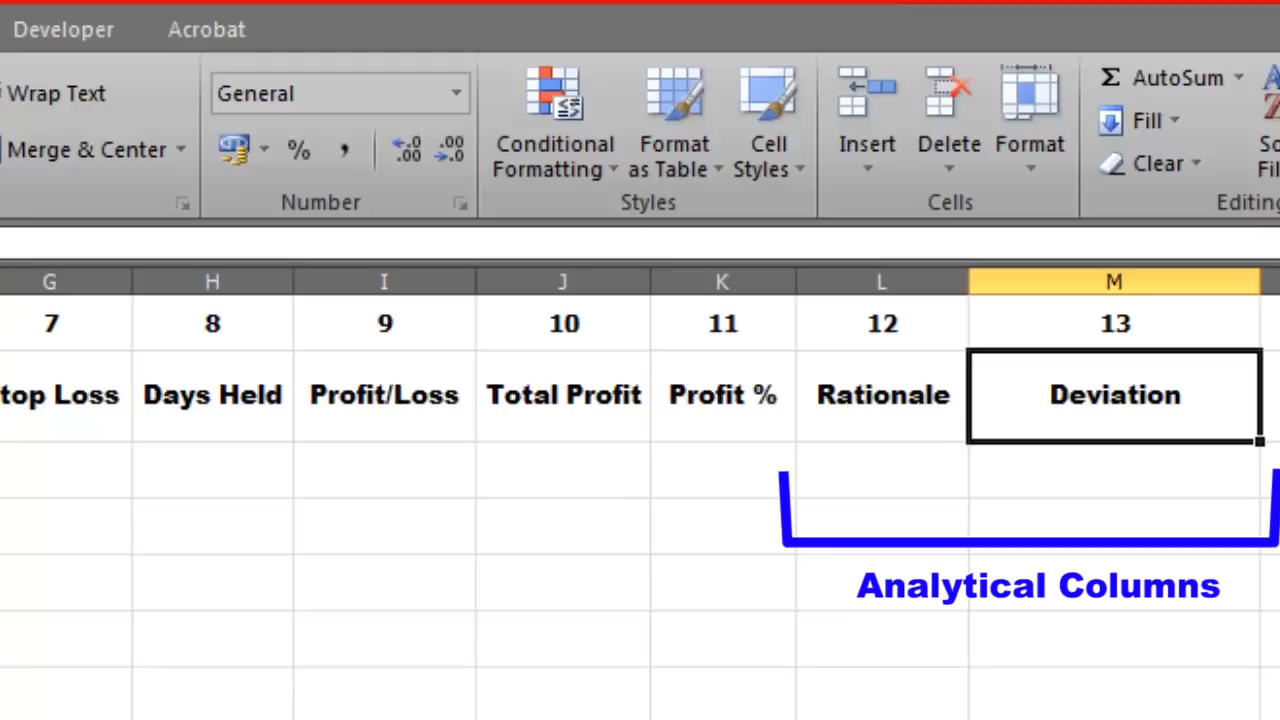 Developer Acrobat
Wrap Text General AutoSum
Merge & Center % , .00 .00 Conditional Formatting Format as Table Cell Styles Insert Delete Format Fill
Clear
Number Styles Cells Editing
G H I J K L M
7 8 9 10 11 12 13
top Loss Days Held Profit/Loss Total Profit Profit % Rationale Deviation
Analytical Columns